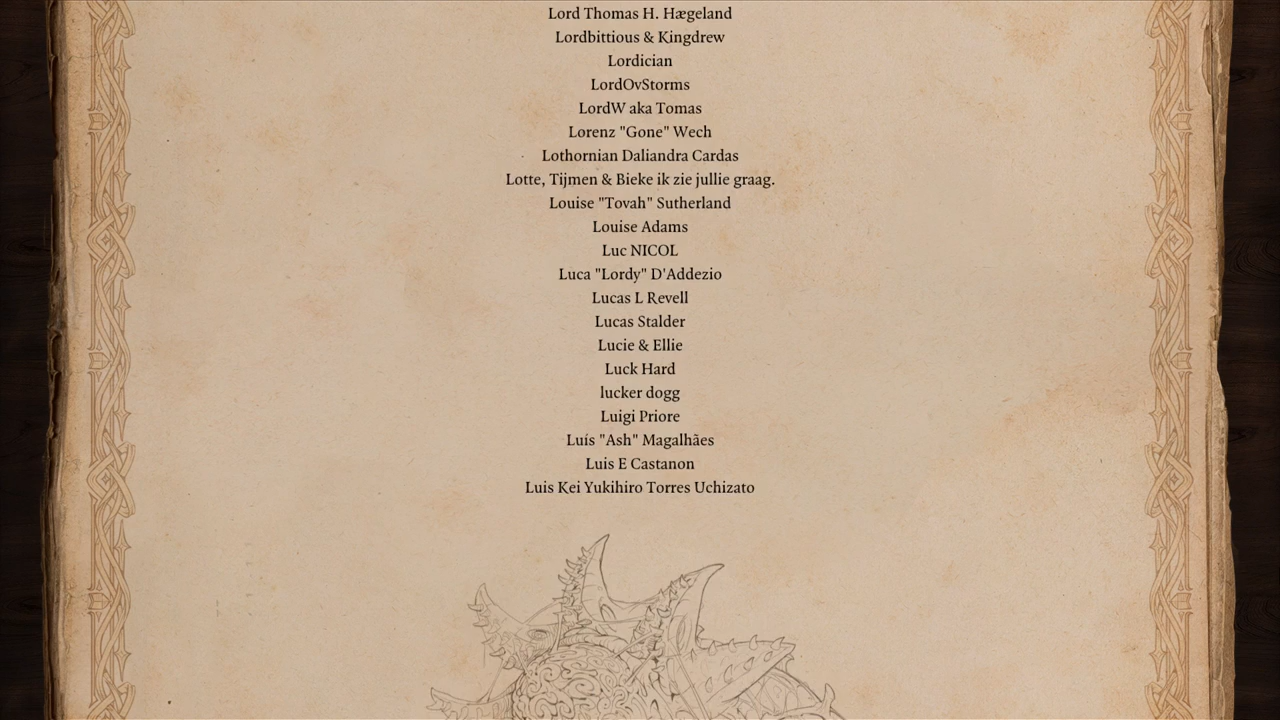 Lord Thomas H. Hægeland
Lordbittious & Kingdrew
Lordician
LordOvStorms
LordW aka Tomas
Lørenz "Gone" Wech
Lothornian Daliandra Cardas
Lotte, Tijmen & Bieke ik zie jullie graag.
Louise "Tovah" Sutherland
Louise Adams
Luc NICOL
Luca "Lordy" D'Addezio
Lucas L Revell
Lucas Stalder
Lucie & Ellie
Luck Hard
lucker dogg
Luigi Priore
Luís "Ash" Magalhães
Luis E Castanon
Luis Kei Yukihiro Torres Uchizato